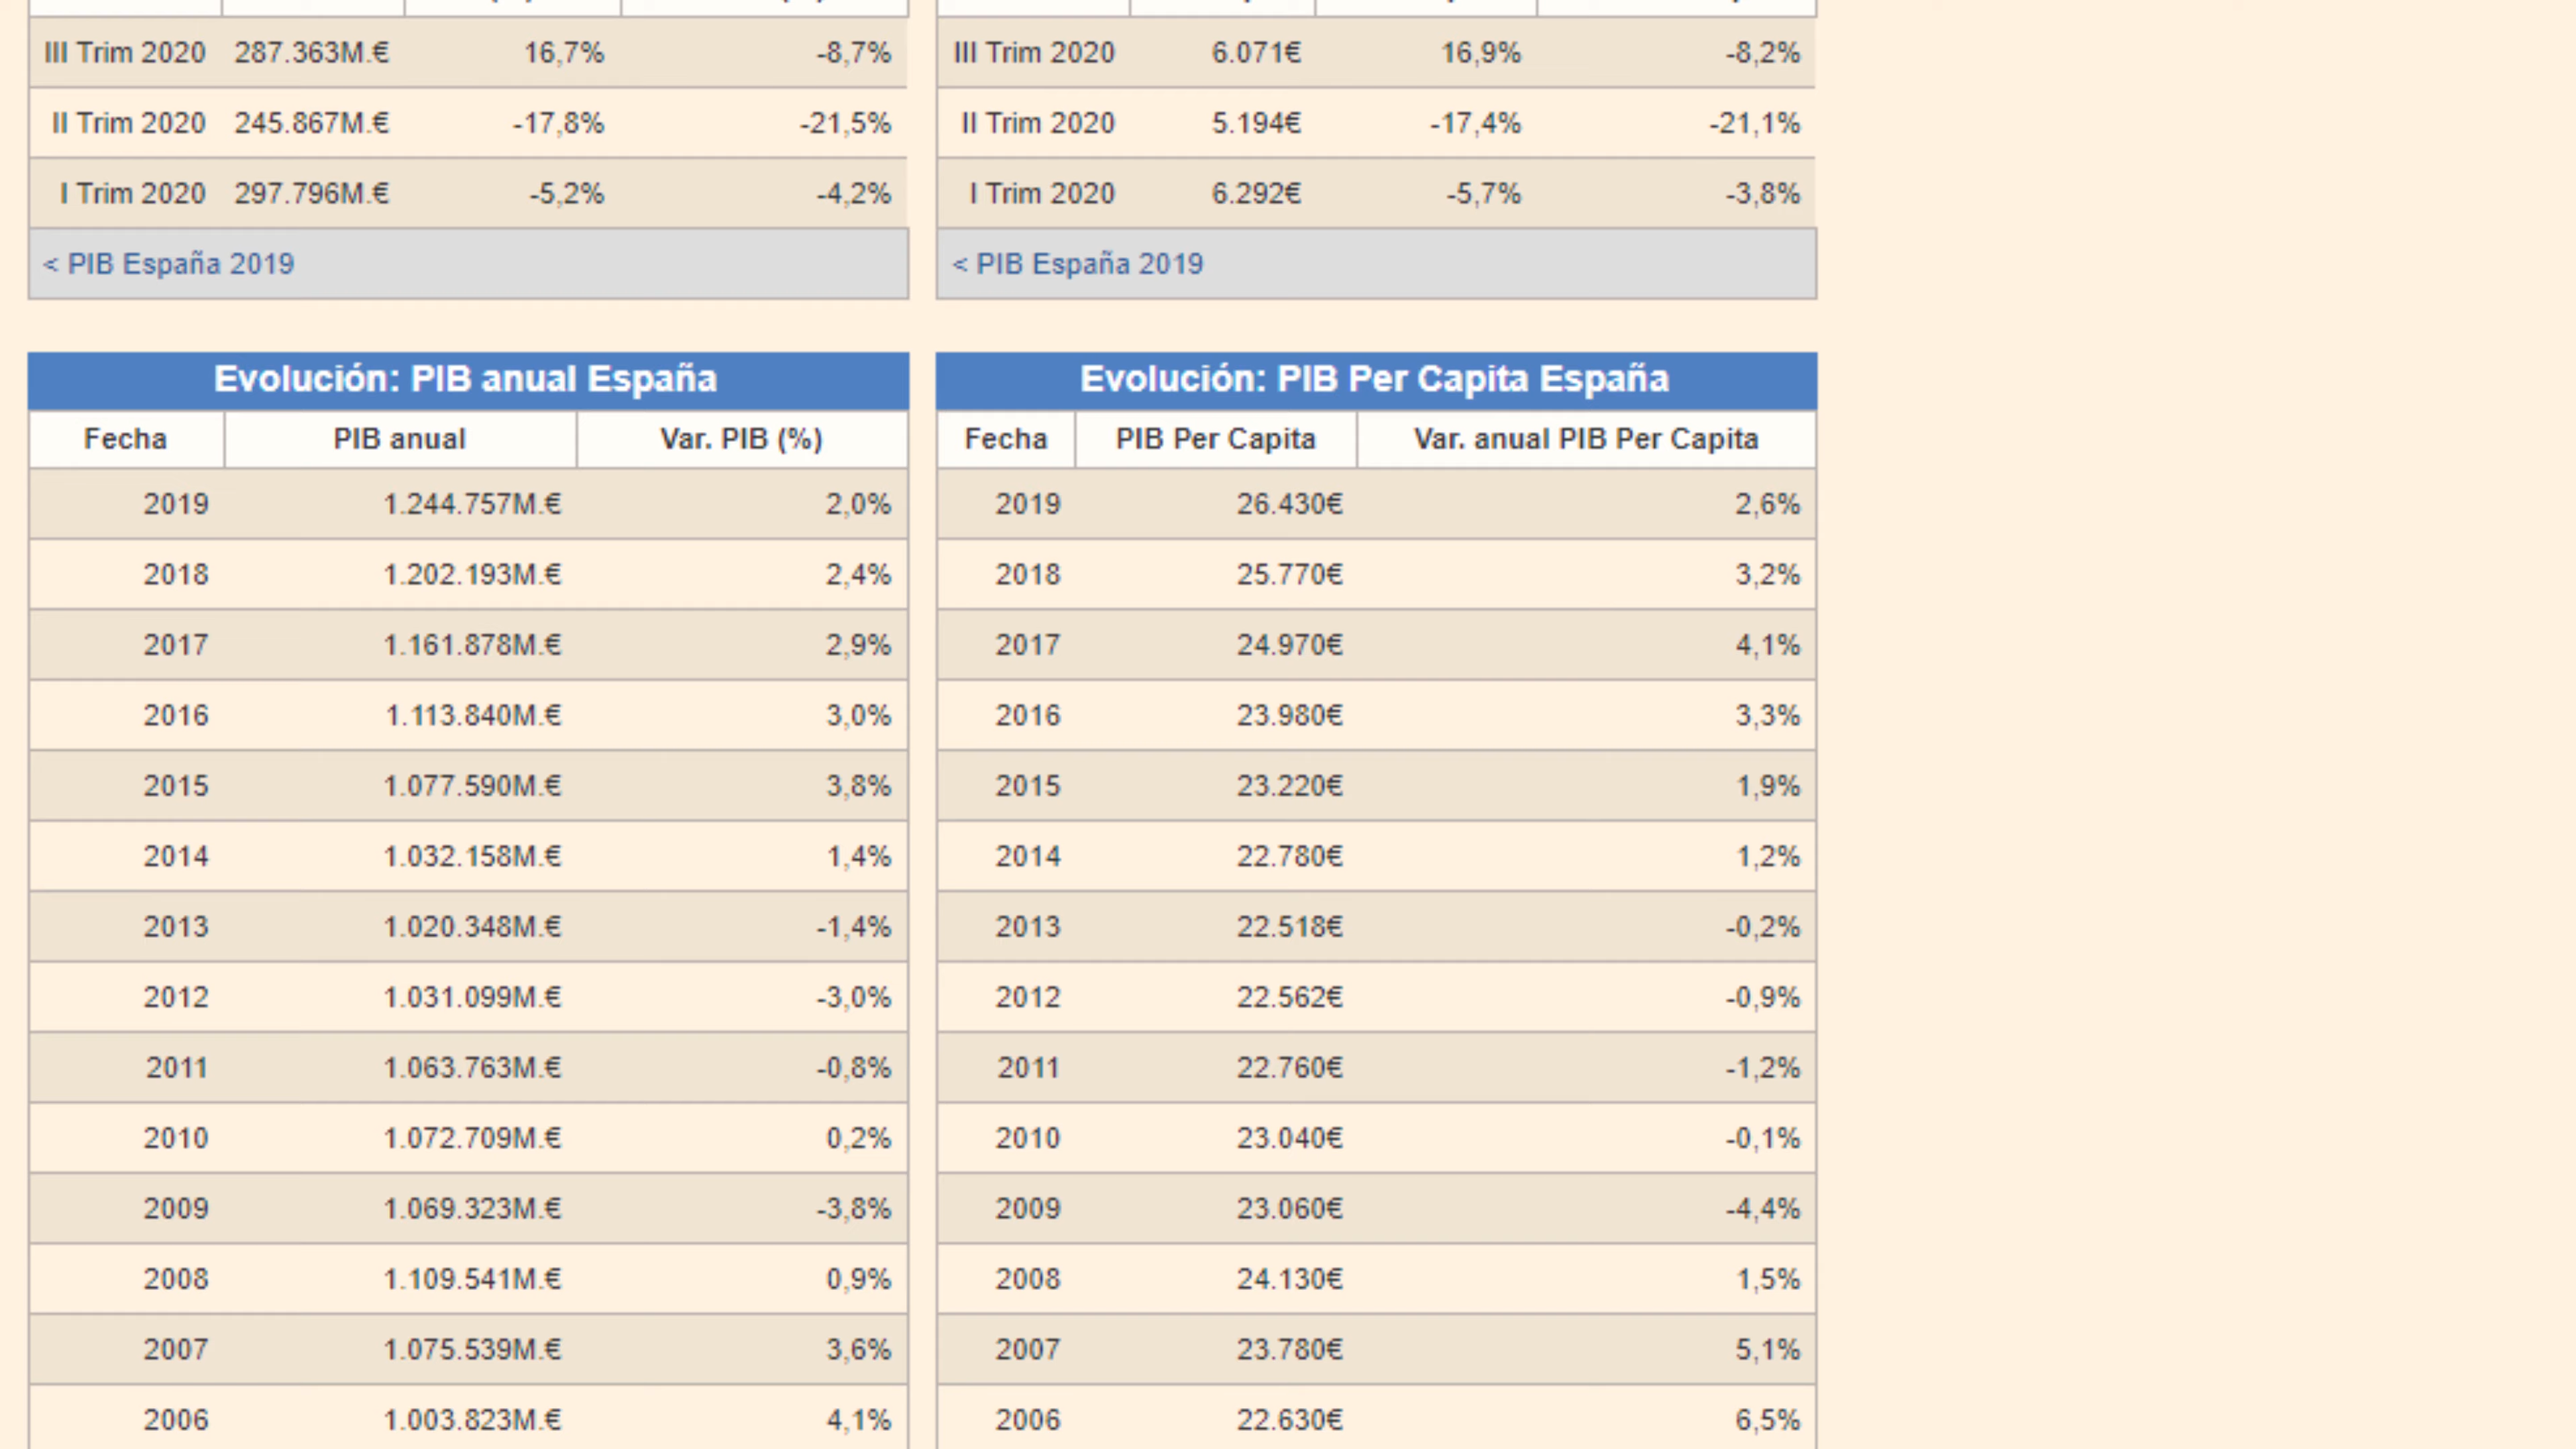 III Trim 2020 287.363M.€ 16,7% -8,7%
II Trim 2020 245.867M.€ -17,8% -21,5%
I Trim 2020 297.796M.€ -5,2% -4,2%
< PIB España 2019
III Trim 2020 6.071€ 16,9% -8,2%
II Trim 2020 5.194€ -17,4% -21,1%
I Trim 2020 6.292€ -5,7% -3,8%
< PIB España 2019
Evolución: PIB anual España
Fecha PIB anual Var. PIB (%)
2019 1.244.757M.€ 2,0%
2018 1.202.193M.€ 2,4%
2017 1.161.878M.€ 2,9%
2016 1.113.840M.€ 3,0%
2015 1.077.590M.€ 3,8%
2014 1.032.158M.€ 1,4%
2013 1.020.348M.€ -1,4%
2012 1.031.099M.€ -3,0%
2011 1.063.763M.€ -0,8%
2010 1.072.709M.€ 0,2%
2009 1.069.323M.€ -3,8%
2008 1.109.541M.€ 0,9%
2007 1.075.539M.€ 3,6%
2006 1.003.823M.€ 4,1%
Evolución: PIB Per Capita España
Fecha PIB Per Capita Var. anual PIB Per Capita
2019 26.430€ 2,6%
2018 25.770€ 3,2%
2017 24.970€ 4,1%
2016 23.980€ 3,3%
2015 23.220€ 1,9%
2014 22.780€ 1,2%
2013 22.518€ -0,2%
2012 22.562€ -0,9%
2011 22.760€ -1,2%
2010 23.040€ -0,1%
2009 23.060€ -4,4%
2008 24.130€ 1,5%
2007 23.780€ 5,1%
2006 22.630€ 6,5%